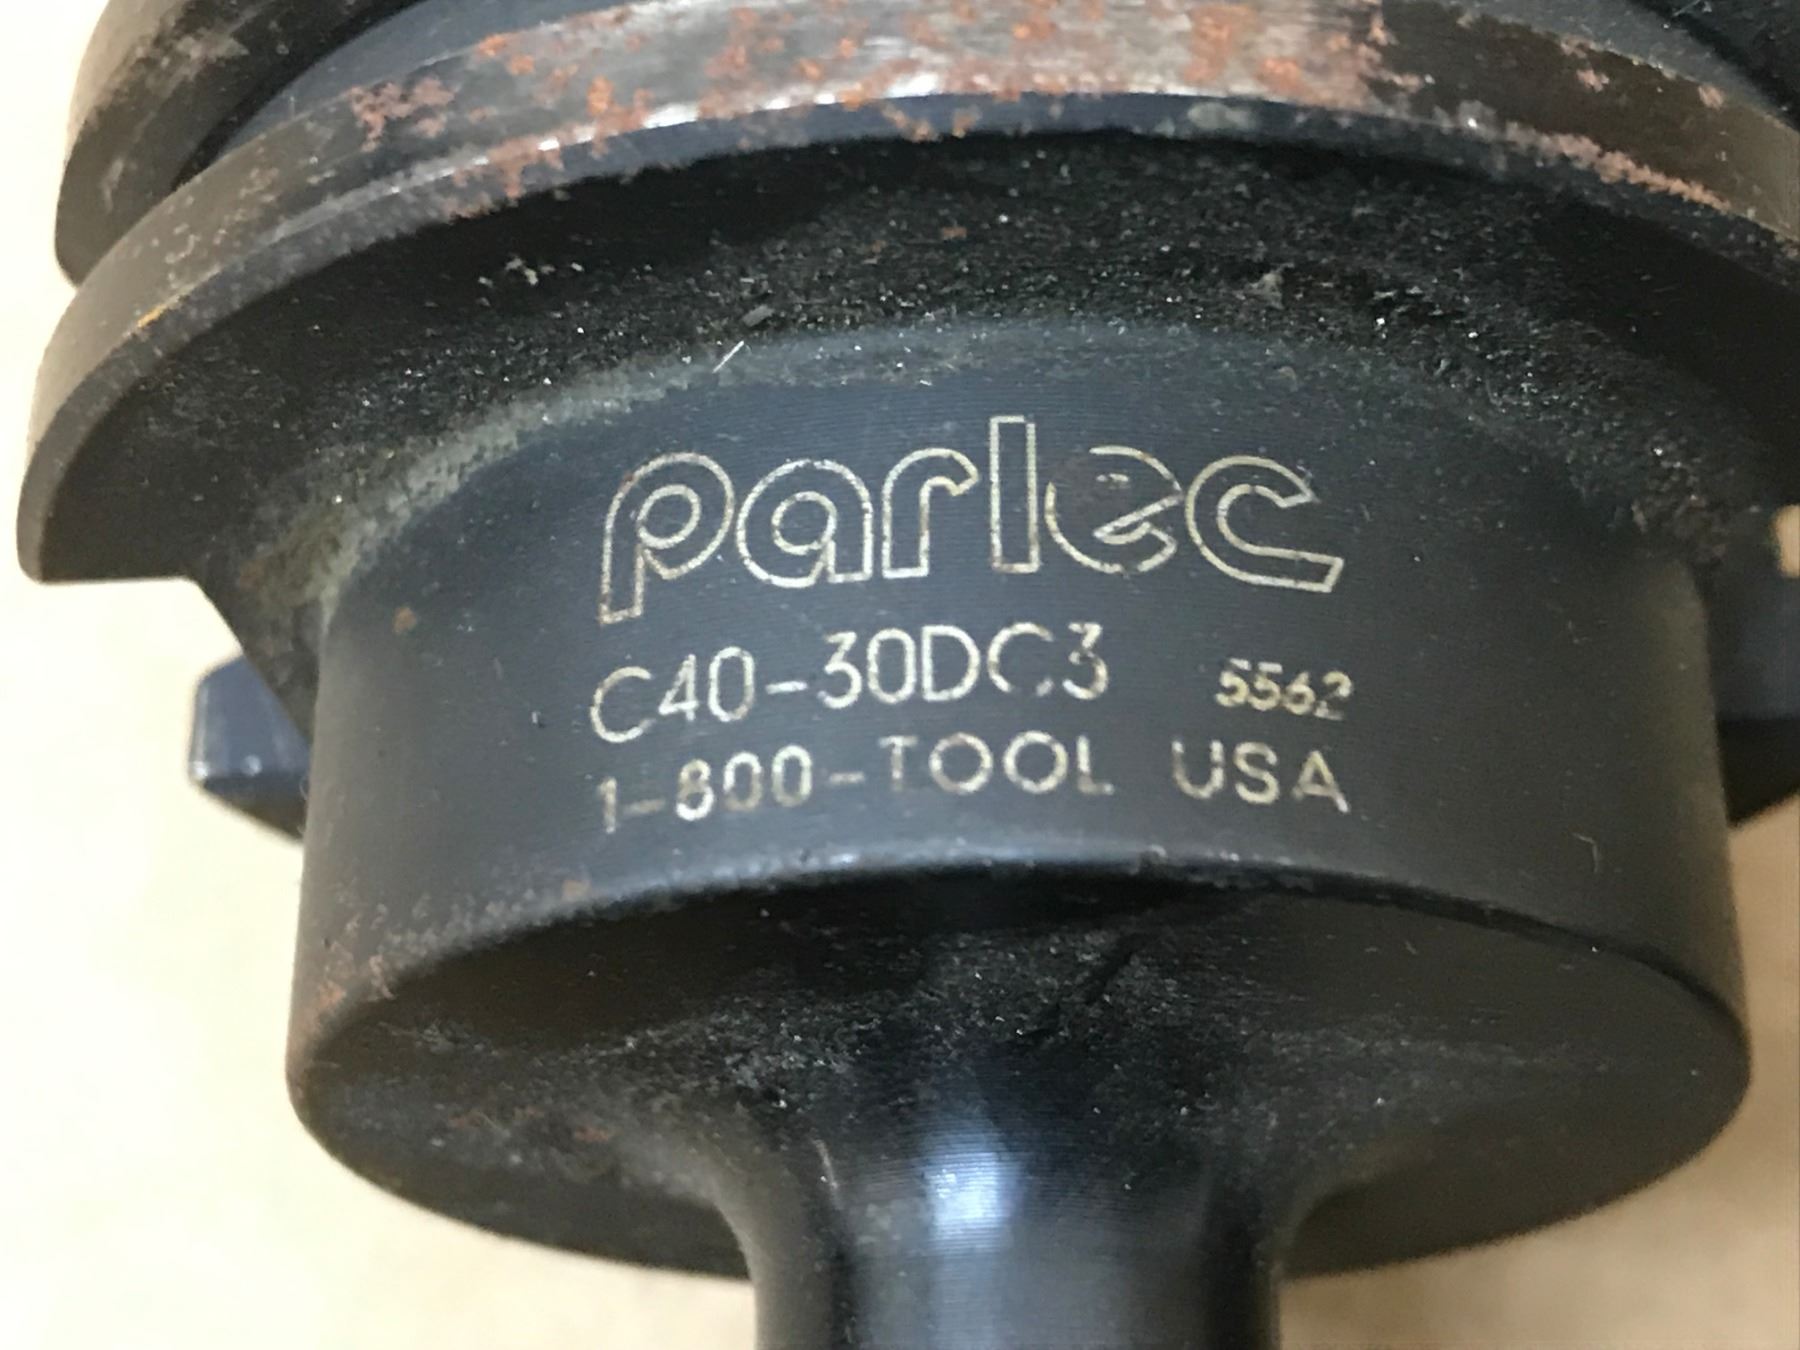 parlec
C40-30DC3 5562
1-800-TOOL USA